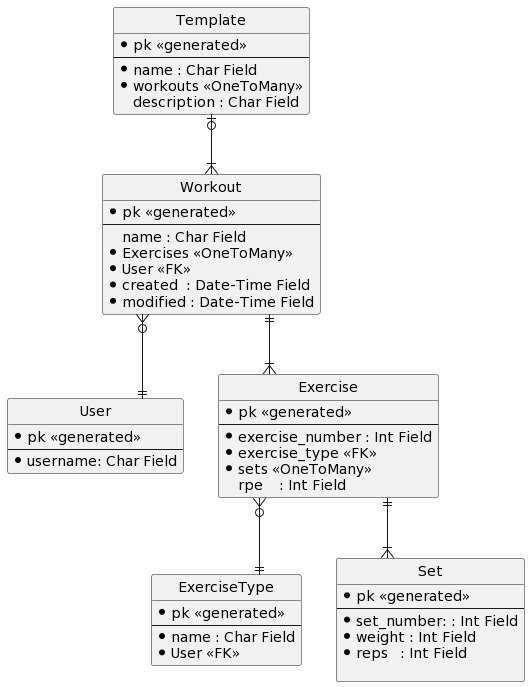 Template
pk «generated»
name : Char Field
workouts «OneToMany»
description : Char Field
Workout
pk «generated»
name : Char Field
Exercises «OneToMany»
User «FK»
created : Date-Time Field
modified : Date-Time Field
User
pk «generated»
username: Char Field
Exercise
pk «generated»
exercise_number : Int Field
exercise_type «FK»
sets «OneToMany»
rpe : Int Field
ExerciseType
pk «generated»
name : Char Field
User «FK»
Set
pk «generated»
set_number: : Int Field
weight : Int Field
reps : Int Field